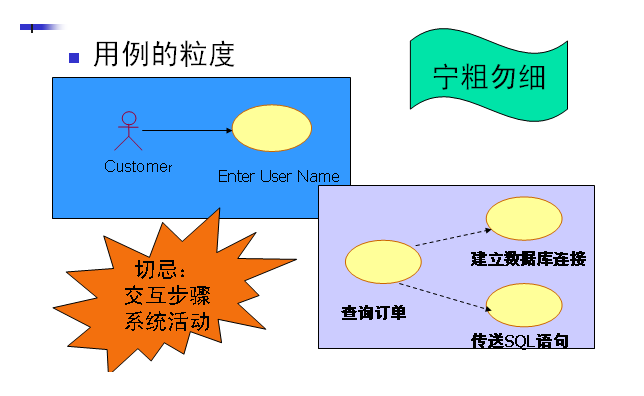 用例的粒度
宁粗勿细
Customer
Enter User Name
切忌：
交互步骤
系统活动
建立数据库连接
查询订单
传送SQL语句